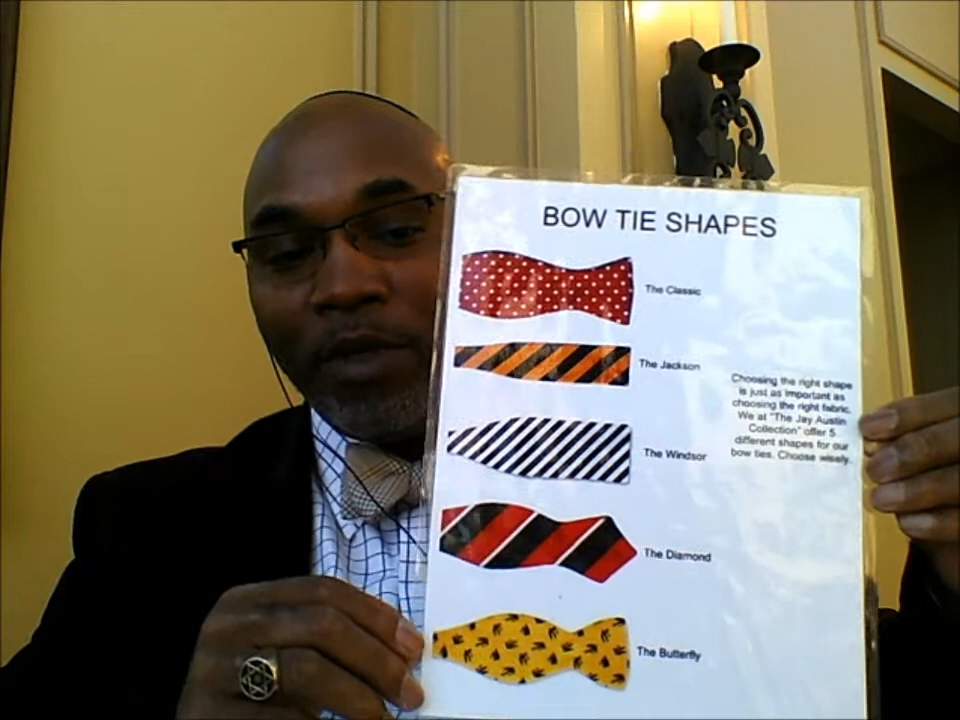 BOW TIE SHAPES
The Classic
The Jackson
Choosing the right shape
is just as important as
choosing the right fabric.
We at "The Jay Austin
Collection" offer 5
different shapes for our
bow ties. Choose wisely.
The Windsor
The Diamond
The Butterfly